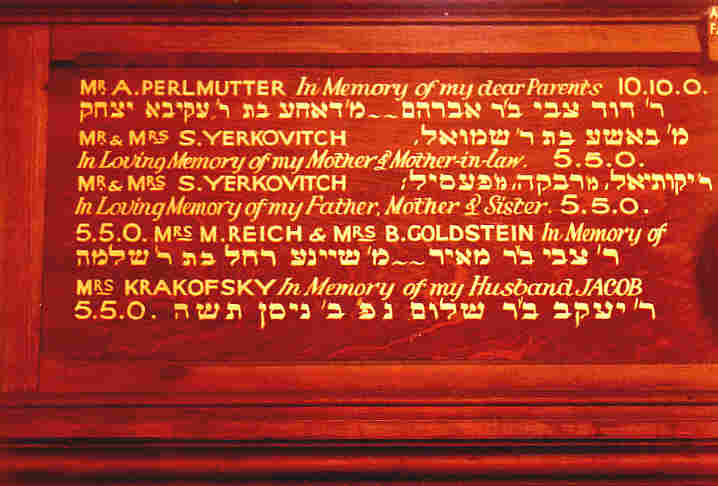 MR A. PERLMUTTER In Memory of my dear Parents 10.10.0.
ר' דוד צבי ב'ר אברהם~~מ' דאחע בת ר' עקיבא יצחק
MR & MRS S. YERKOVITCH מ' באשע בת ר' שמואל,
In Loving Memory of my Mother & Mother-in-law. 5.5.0.
MR & MRS S. YERKOVITCH ר' יקותיאל, מ' רבקה, מ' פעסיל,
In Loving Memory of my Father, Mother & Sister. 5.5.0.
5.5.0. MRS M. REICH & MRS B. GOLDSTEIN In Memory of
ר' צבי ב'ר מאיר~~מ' שיינע רחל בת ר' שלמה
MRS KRAKOFSKY In Memory of my Husband JACOB
5.5.0. ר' יעקב ב'ר שלום נפ' ב' ניסן תשה